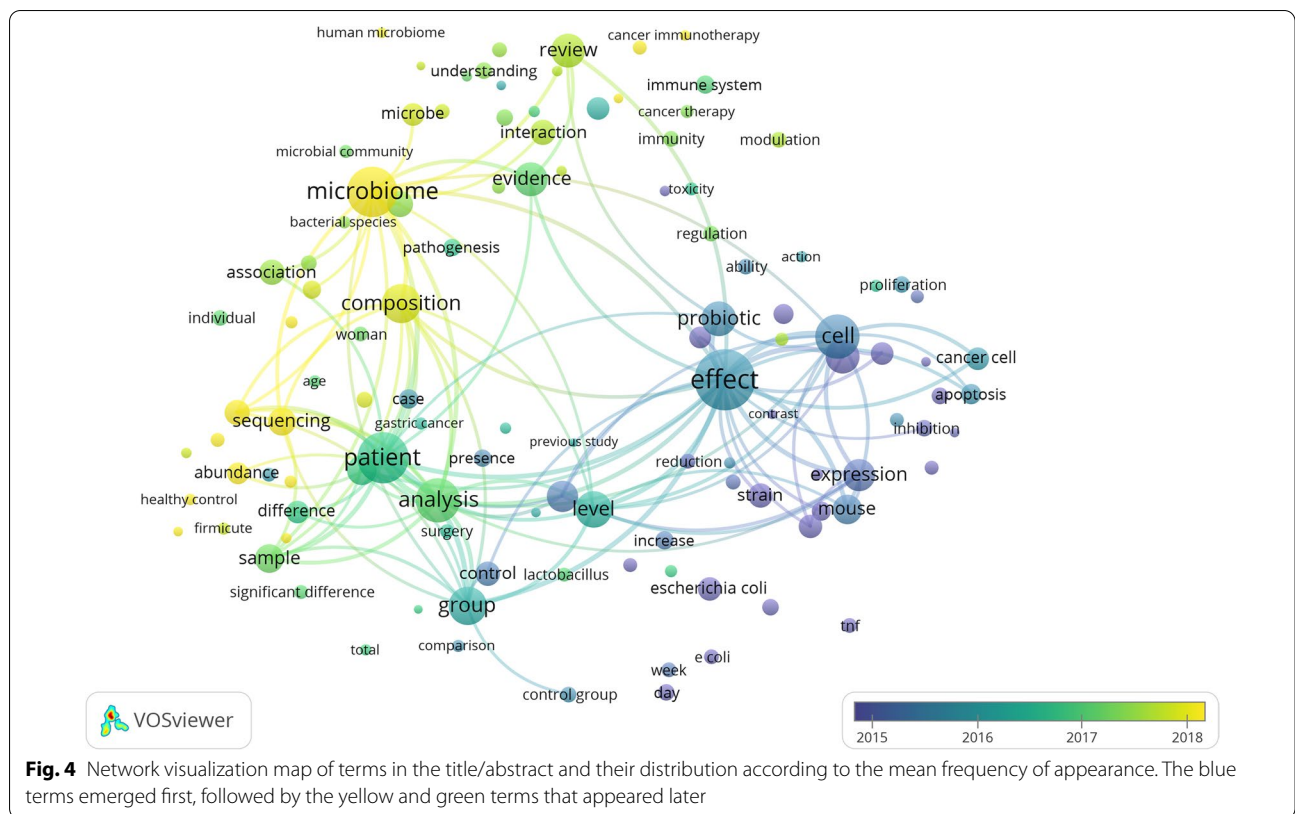 human microbiome
review
cancer immunotherapy
understanding
immune system
microbe
cancer therapy
interaction
immunity
modulation
microbial community
evidence
microbiome
toxicity
bacterial species
regulation
pathogenesis
action
ability
association
proliferation
composition
individual
probiotic
woman
cell
cancer cell
effect
age
apoptosis
case
contrast
sequencing
gastric cancer
inhibition
previous study
patient
presence
reduction
abundance
expression
healthy control
analysis
strain
difference
level
mouse
firmicute
surgery
increase
sample
control
lactobacillus
escherichia coli
significant difference
group
tnf
total
comparison
e coli
week
control group
day
VOSviewer
2015 2016 2017 2018
Fig. 4 Network visualization map of terms in the title/abstract and their distribution according to the mean frequency of appearance. The blue
terms emerged first, followed by the yellow and green terms that appeared later